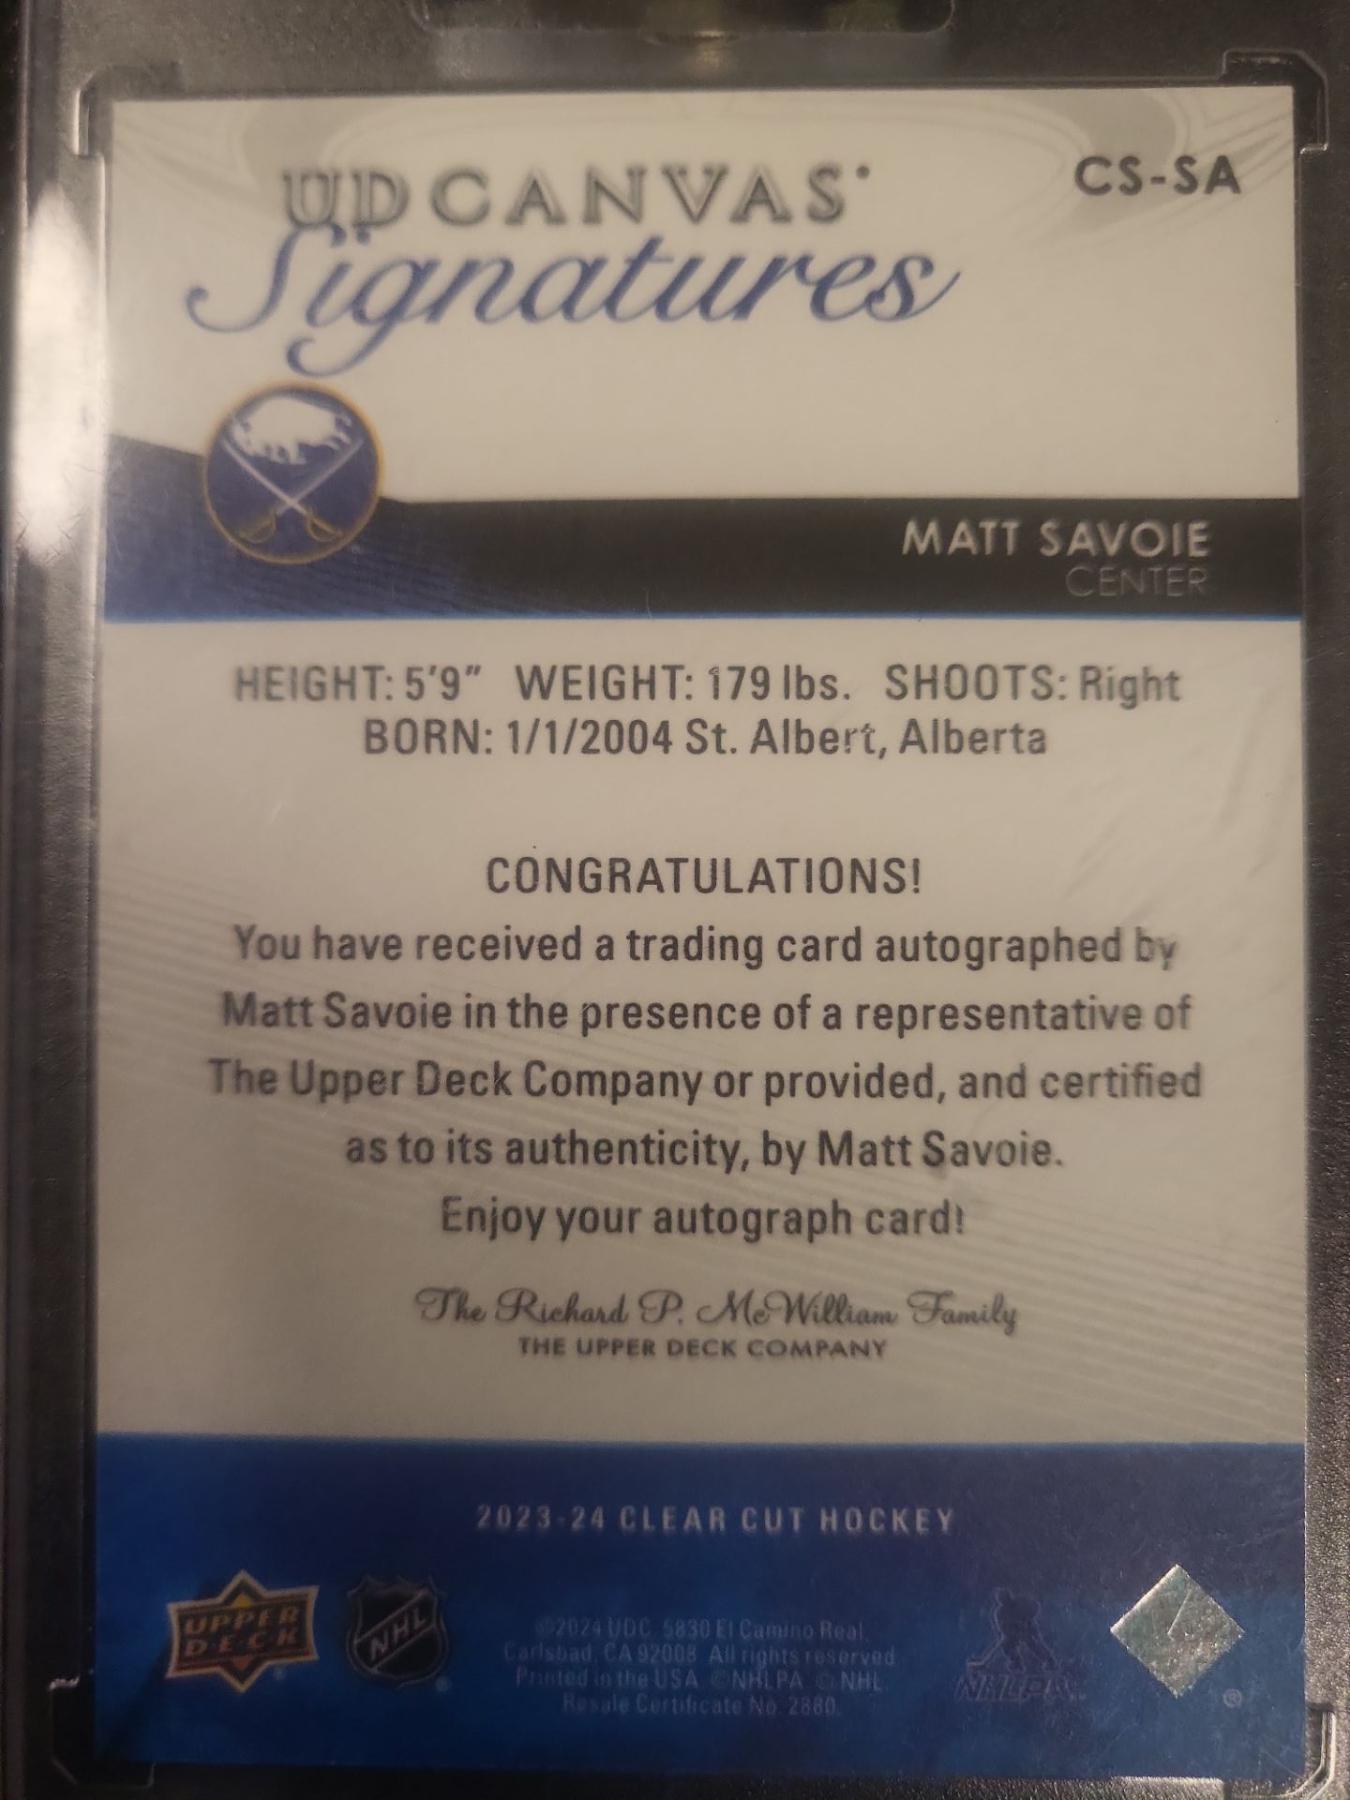 UD CANVAS
CS-SA
Signatures
MATT SAVOIE
CENTER
HEIGHT: 5'9" WEIGHT: 179 lbs. SHOOTS: Right
BORN: 1/1/2004 St. Albert, Alberta
CONGRATULATIONS!
You have received a trading card autographed by
Matt Savoie in the presence of a representative of
The Upper Deck Company or provided, and certified
as to its authenticity, by Matt Savoie.
Enjoy your autograph card!
The Richard P. McWilliam Family
THE UPPER DECK COMPANY
2023-24 CLEAR CUT HOCKEY
UPPER
DECK
®
NHL
®
©2024 UDC. 5830 El Camino Real,
Carlsbad, CA 92008. All rights reserved.
Printed in the USA. ©NHLPA. © NHL.
Resale Certificate No. 2880.
NHLPA
®